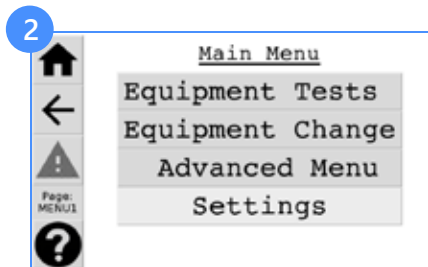 2
Main Menu
Equipment Tests
Equipment Change
Advanced Menu
Settings
Page:
MENU1
?